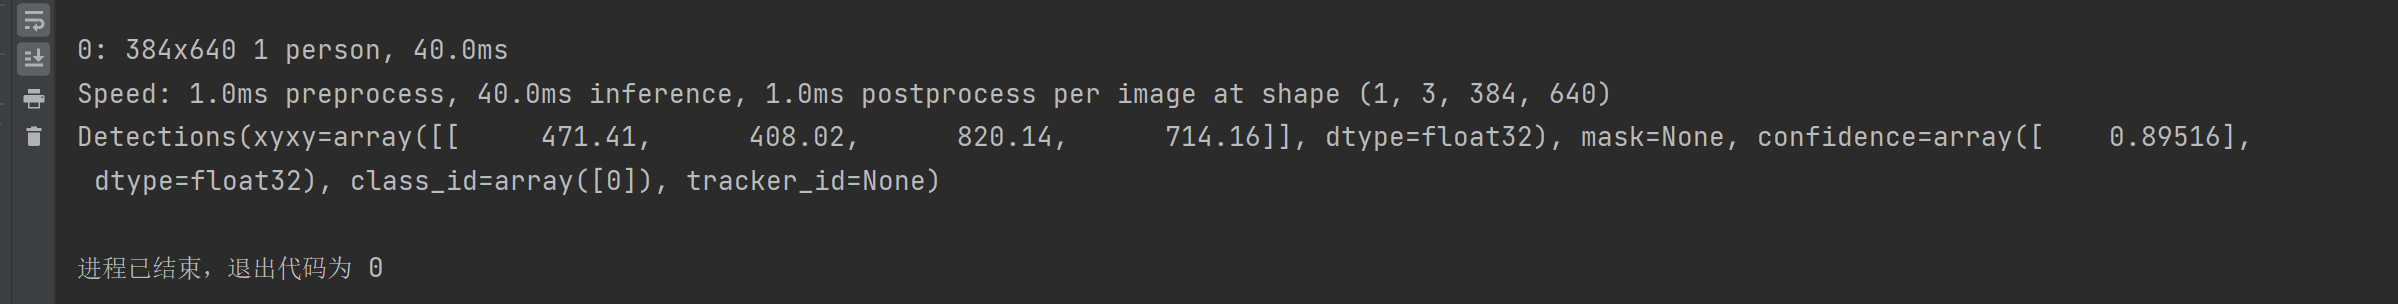 0: 384x640 1 person, 40.0ms
Speed: 1.0ms preprocess, 40.0ms inference, 1.0ms postprocess per image at shape (1, 3, 384, 640)
Detections(xyxy=array([[     471.41,      408.02,      820.14,      714.16]], dtype=float32), mask=None, confidence=array([    0.89516],
 dtype=float32), class_id=array([0]), tracker_id=None)
进程已结束，退出代码为 0